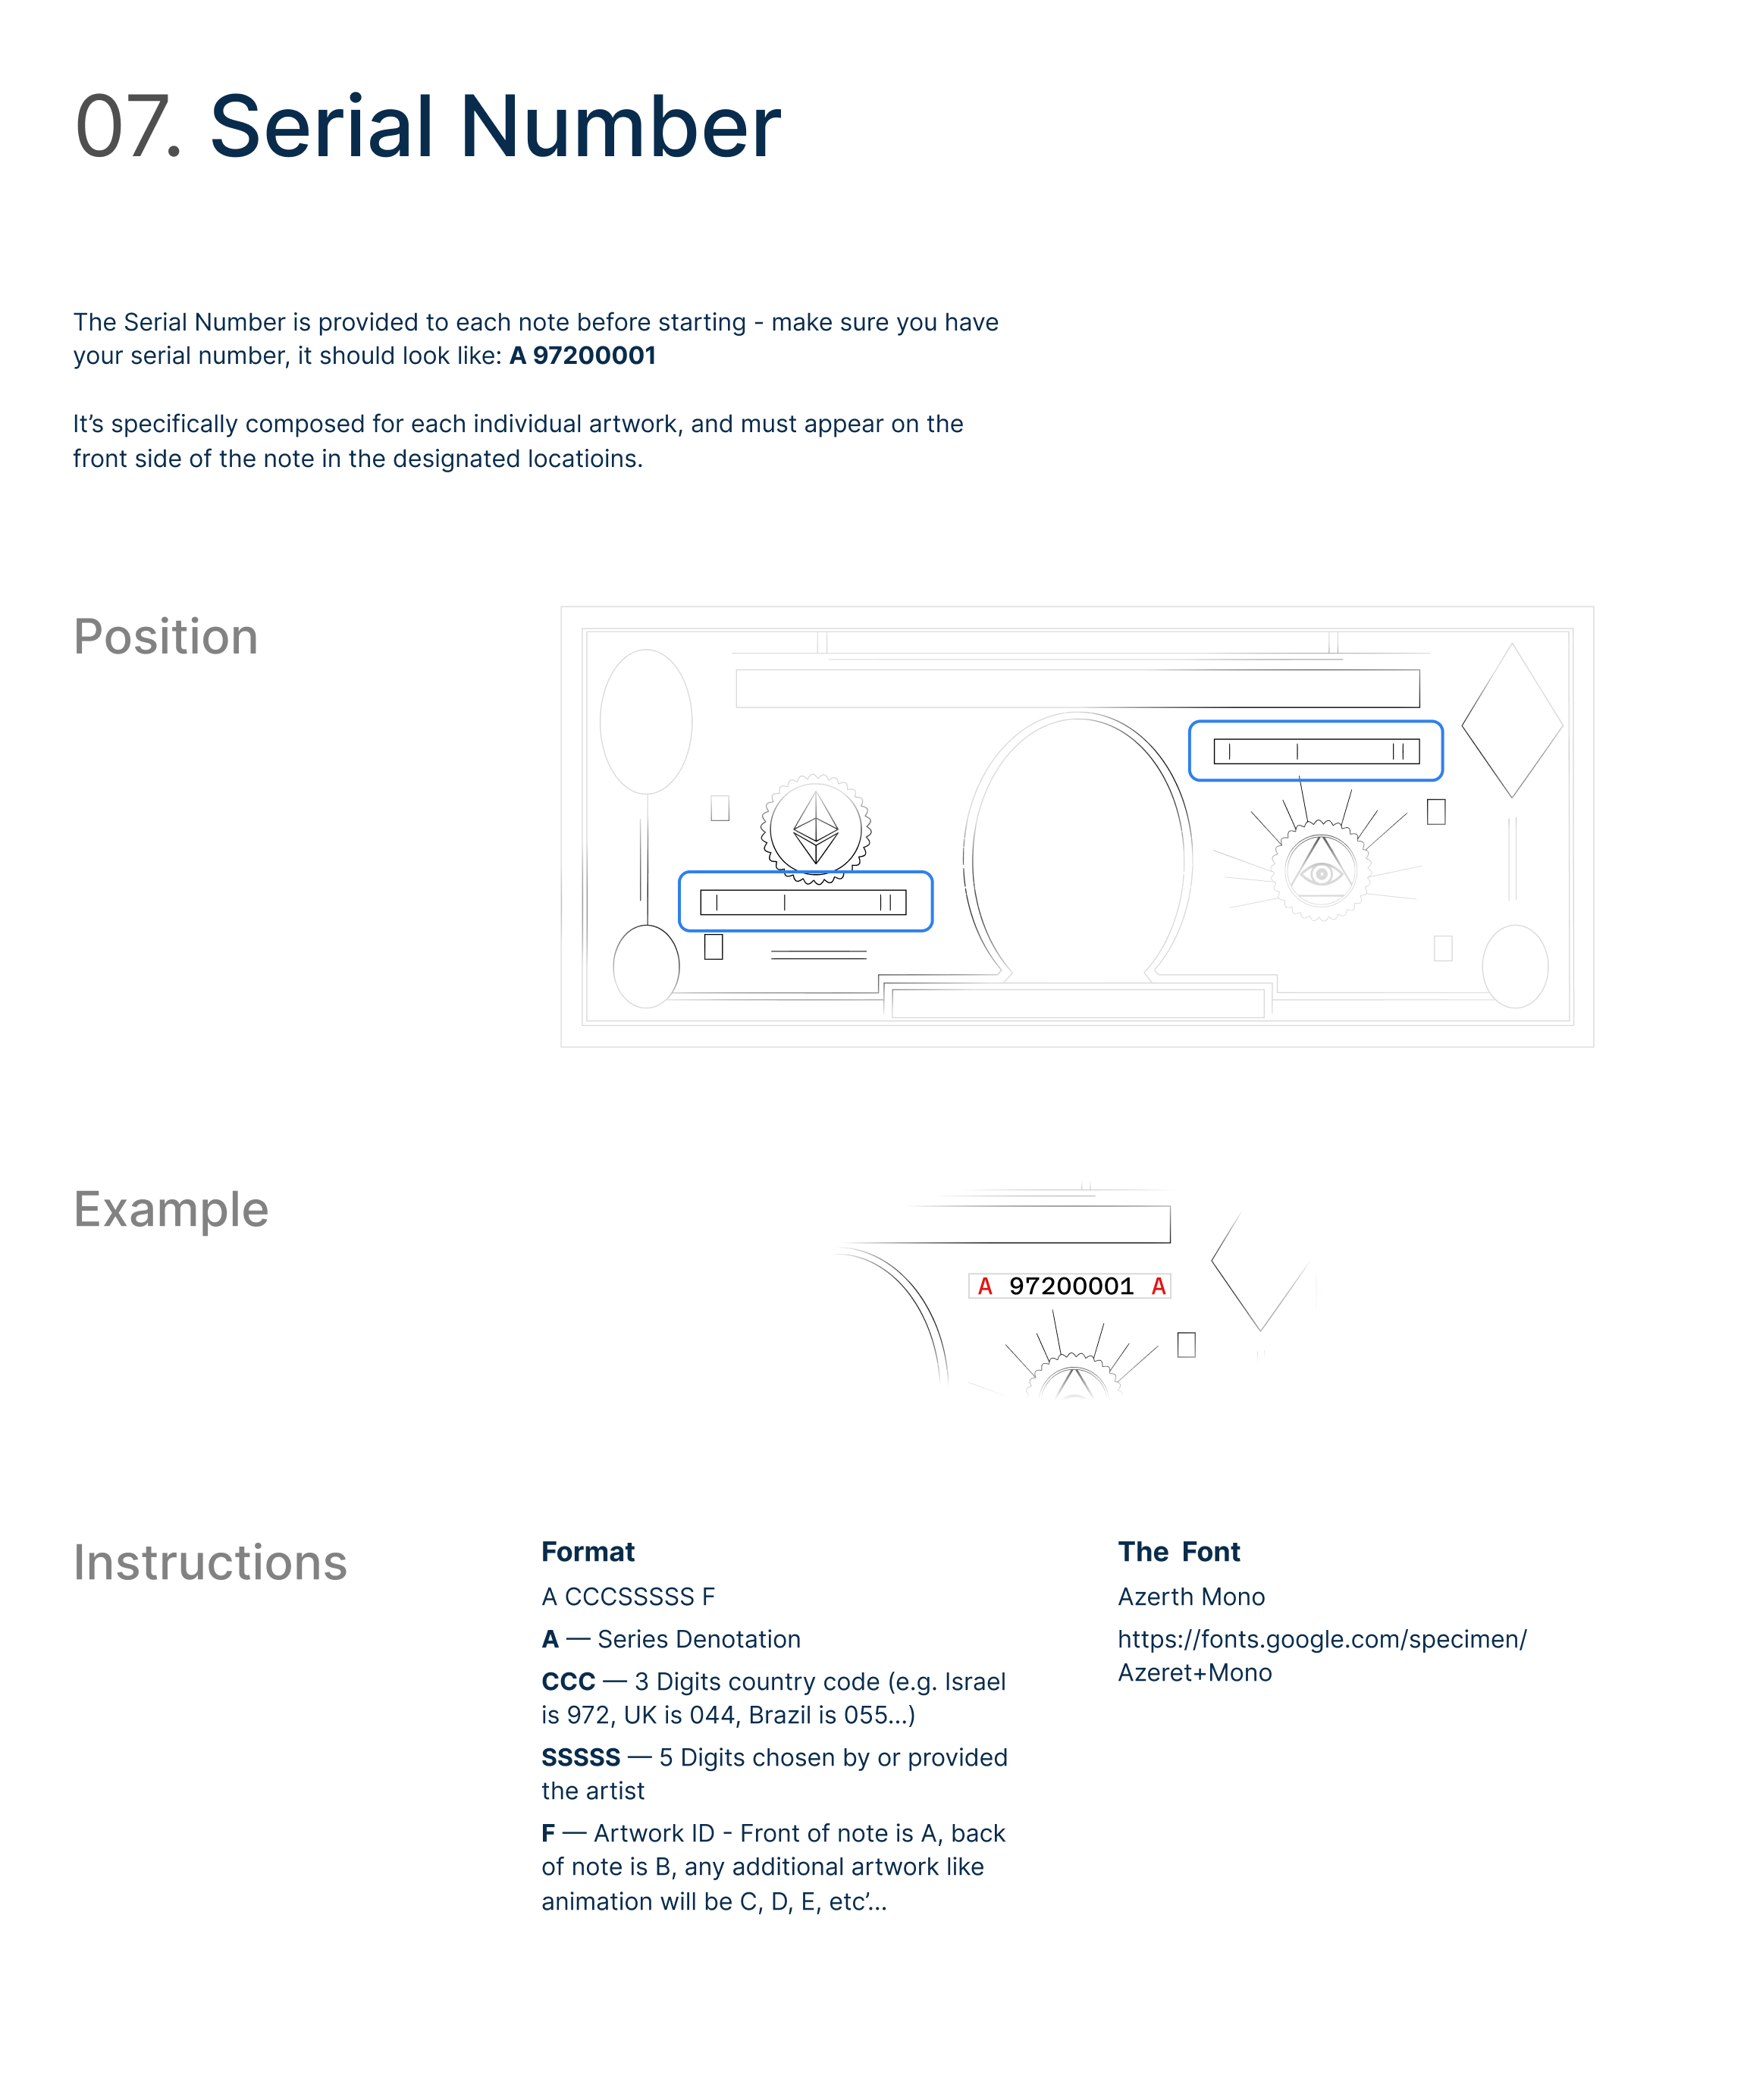 07. Serial Number
The Serial Number is provided to each note before starting - make sure you have
your serial number, it should look like: A 97200001
It’s specifically composed for each individual artwork, and must appear on the
front side of the note in the designated locatioins.
Position
Example
A 97200001 A
Instructions
Format
A CCCSSSSS F
A — Series Denotation
CCC — 3 Digits country code (e.g. Israel
is 972, UK is 044, Brazil is 055...)
SSSSS — 5 Digits chosen by or provided
the artist
F — Artwork ID - Front of note is A, back
of note is B, any additional artwork like
animation will be C, D, E, etc’...
The Font
Azerth Mono
https://fonts.google.com/specimen/
Azeret+Mono